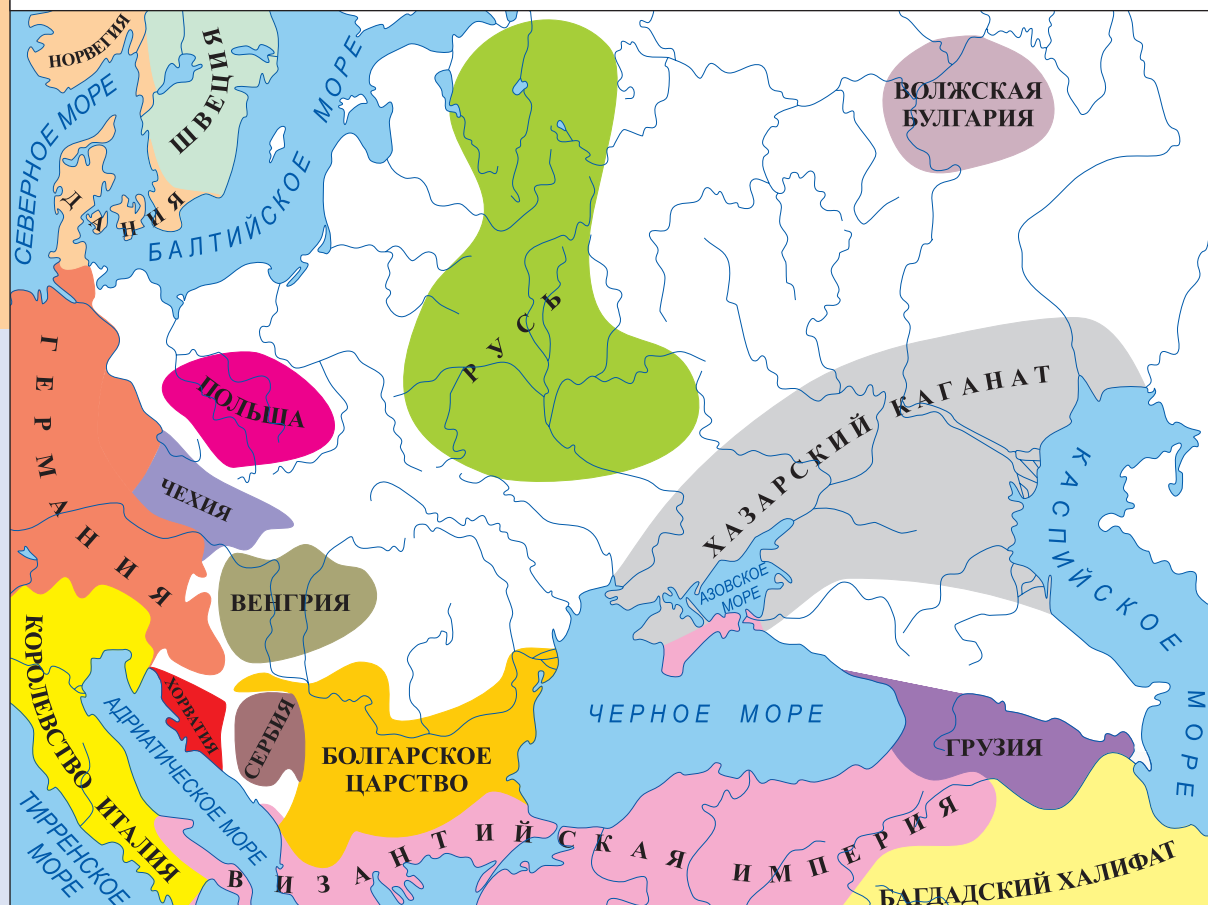 НОРВЕГИЯ
ШВЕЦИЯ
СЕВЕРНОЕ МОРЕ
ДАНИЯ
БАЛТИЙСКОЕ МОРЕ
ВОЛЖСКАЯ
БУЛГАРИЯ
РУСЬ
ГЕРМАНИЯ
ПОЛЬША
ЧЕХИЯ
ВЕНГРИЯ
ХАЗАРСКИЙ КАГАНАТ
АЗОВСКОЕ
МОРЕ
КАСПИЙСКОЕ МОРЕ
КОРОЛЕВСТВО ИТАЛИЯ
АДРИАТИЧЕСКОЕ МОРЕ
ТИРРЕНСКОЕ
МОРЕ
ХОРВАТИЯ
СЕРБИЯ
БОЛГАРСКОЕ
ЦАРСТВО
ЧЕРНОЕ МОРЕ
ГРУЗИЯ
ВИЗАНТИЙСКАЯ ИМПЕРИЯ
БАГДАДСКИЙ ХАЛИФАТ